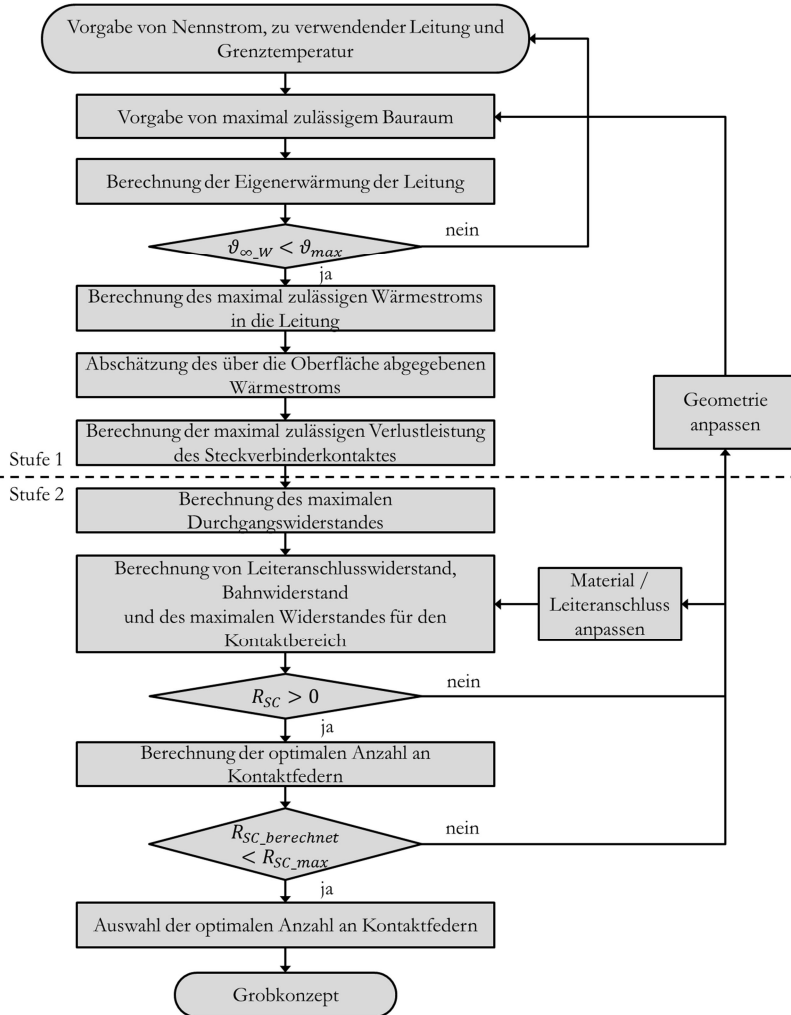 Vorgabe von Nennstrom, zu verwendender Leitung und
Grenztemperatur
Vorgabe von maximal zulässigem Bauraum
Berechnung der Eigenerwärmung der Leitung
nein
ϑ∞_W < ϑmax
ja
Berechnung des maximal zulässigen Wärmestroms
in die Leitung
Abschätzung des über die Oberfläche abgegebenen
Wärmestroms
Geometrie
anpassen
Berechnung der maximal zulässigen Verlustleistung
des Steckverbinderkontaktes
Stufe 1
Stufe 2
Berechnung des maximalen
Durchgangswiderstandes
Berechnung von Leiteranschlusswiderstand,
Bahnwiderstand
und des maximalen Widerstandes für den
Kontaktbereich
Material /
Leiteranschluss
anpassen
nein
RSC > 0
ja
Berechnung der optimalen Anzahl an
Kontaktfedern
nein
RSC_berechnet
< RSC_max
ja
Auswahl der optimalen Anzahl an Kontaktfedern
Grobkonzept